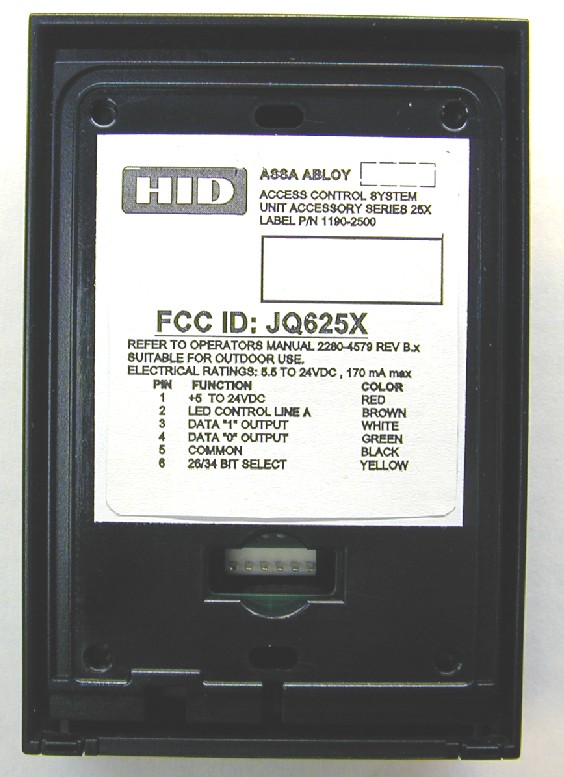 HID
ASSA ABLOY
ACCESS CONTROL SYSTEM
UNIT ACCESSORY SERIES 25X
LABEL P/N 1190-2500
FCC ID: JQ625X
REFER TO OPERATORS MANUAL 2280-4579 REV B.x
SUITABLE FOR OUTDOOR USE.
ELECTRICAL RATINGS: 5.5 TO 24VDC , 170 mA max
PIN FUNCTION COLOR
1 +5 TO 24VDC RED
2 LED CONTROL LINE A BROWN
3 DATA "1" OUTPUT WHITE
4 DATA "0" OUTPUT GREEN
5 COMMON BLACK
6 26/34 BIT SELECT YELLOW